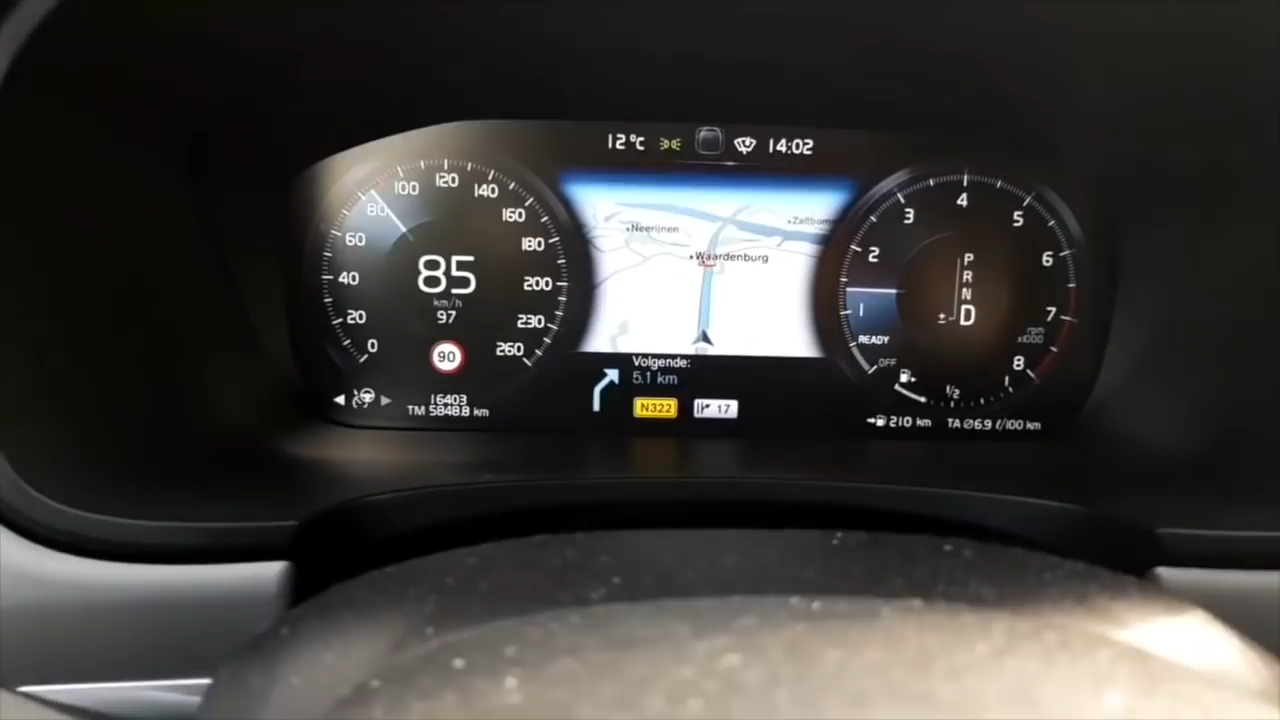 12°C 14:02
0 20 40 60 80 100 120 140 160 180 200 230 260
85
km/h
97
90
16403
TM 5848.8 km
Neerijnen
Zaltbom
Waardenburg
Volgende:
5.1 km
N322 17
1 2 3 4 5 6 7 8
P
R
N
± D
rpm
x1000
READY
OFF
1/2 1
210 km TA Ø6.9 l/100 km